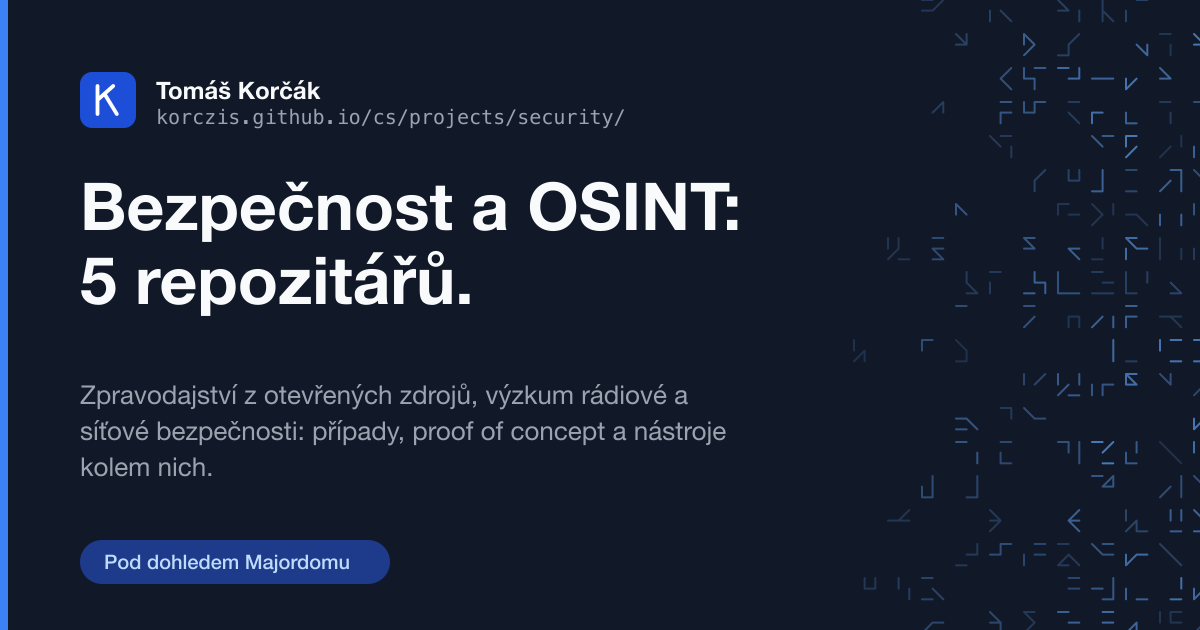 Tomáš Korčák
korczis.github.io/cs/projects/security/
Bezpečnost a OSINT:
5 repozitářů.
Zpravodajství z otevřených zdrojů, výzkum rádiové a
síťové bezpečnosti: případy, proof of concept a nástroje
kolem nich.
Pod dohledem Majordomu